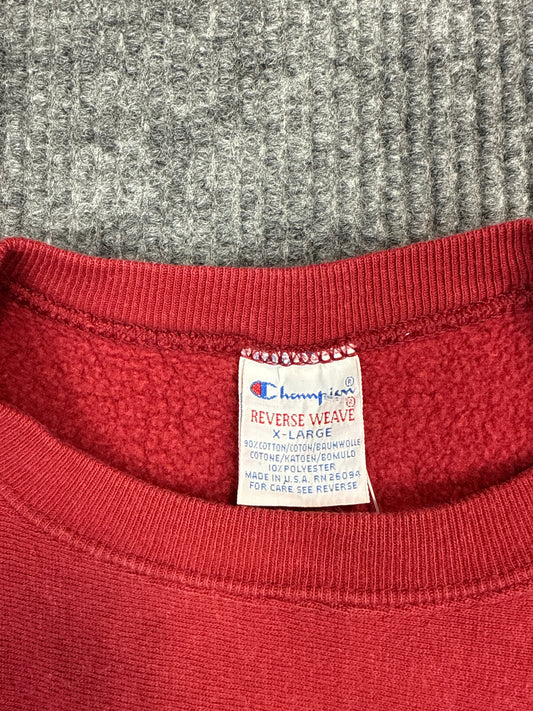 Champion®
REVERSE WEAVE®
X-LARGE
90% COTTON/COTON/BAUMWOLLE
COTONE/KATOEN/BOMULD
10% POLYESTER
MADE IN U.S.A. RN 26094
FOR CARE SEE REVERSE